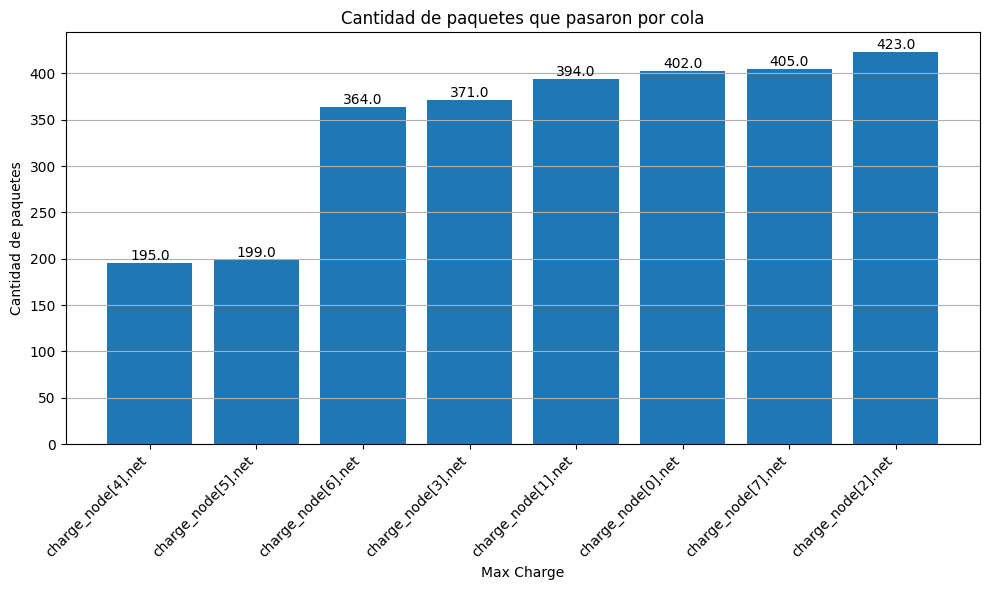 Cantidad de paquetes que pasaron por cola
Cantidad de paquetes
400
350
300
250
200
150
100
50
0
195.0
199.0
364.0
371.0
394.0
402.0
405.0
423.0
charge_node[4].net
charge_node[5].net
charge_node[6].net
charge_node[3].net
charge_node[1].net
charge_node[0].net
charge_node[7].net
charge_node[2].net
Max Charge